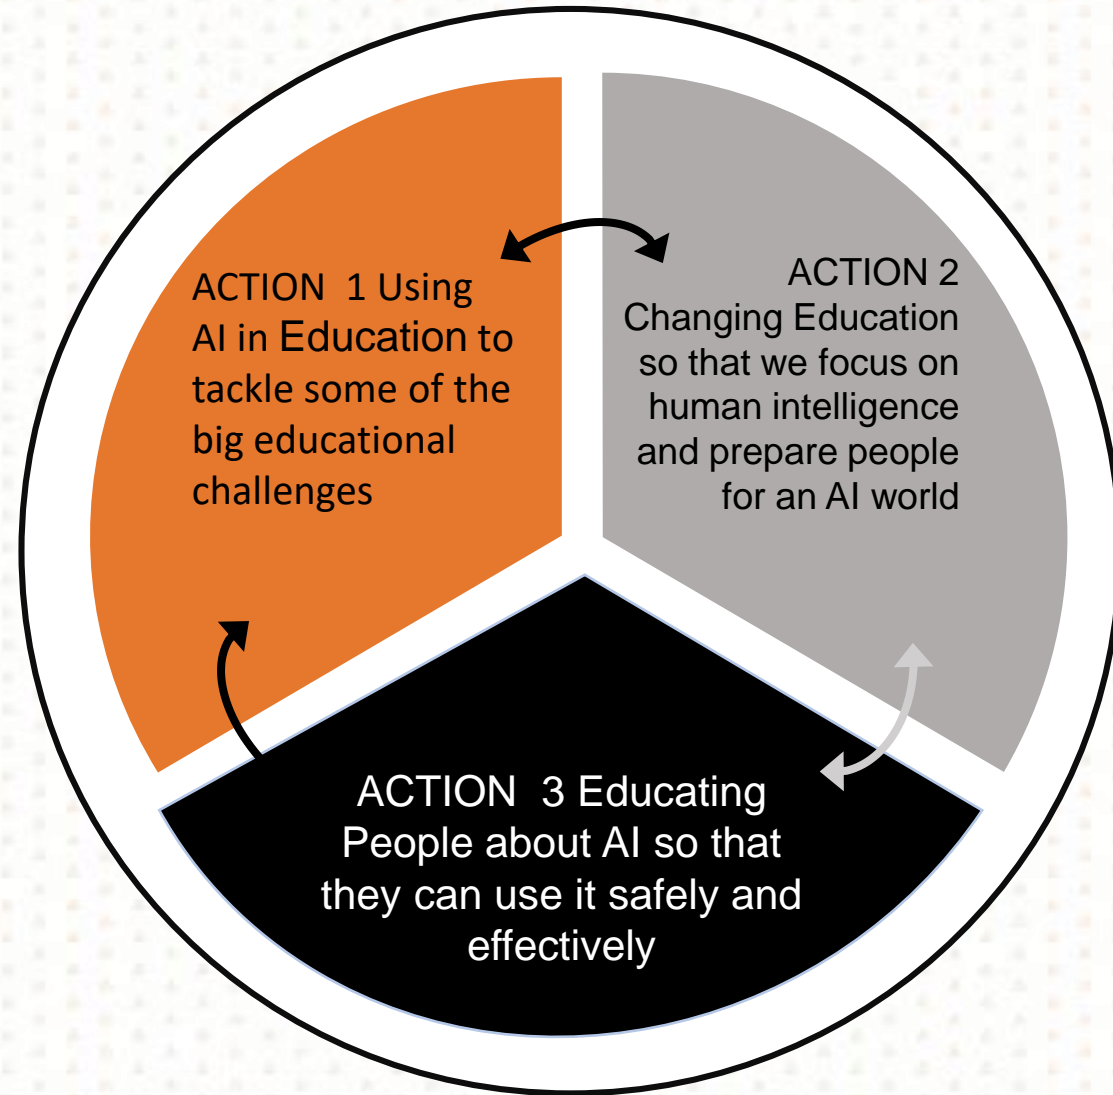 ACTION  1 Using
AI in Education to
tackle some of the
big educational
challenges
ACTION 2
Changing Education
so that we focus on
human intelligence
and prepare people
for an AI world
ACTION  3 Educating
People about AI so that
they can use it safely and
effectively